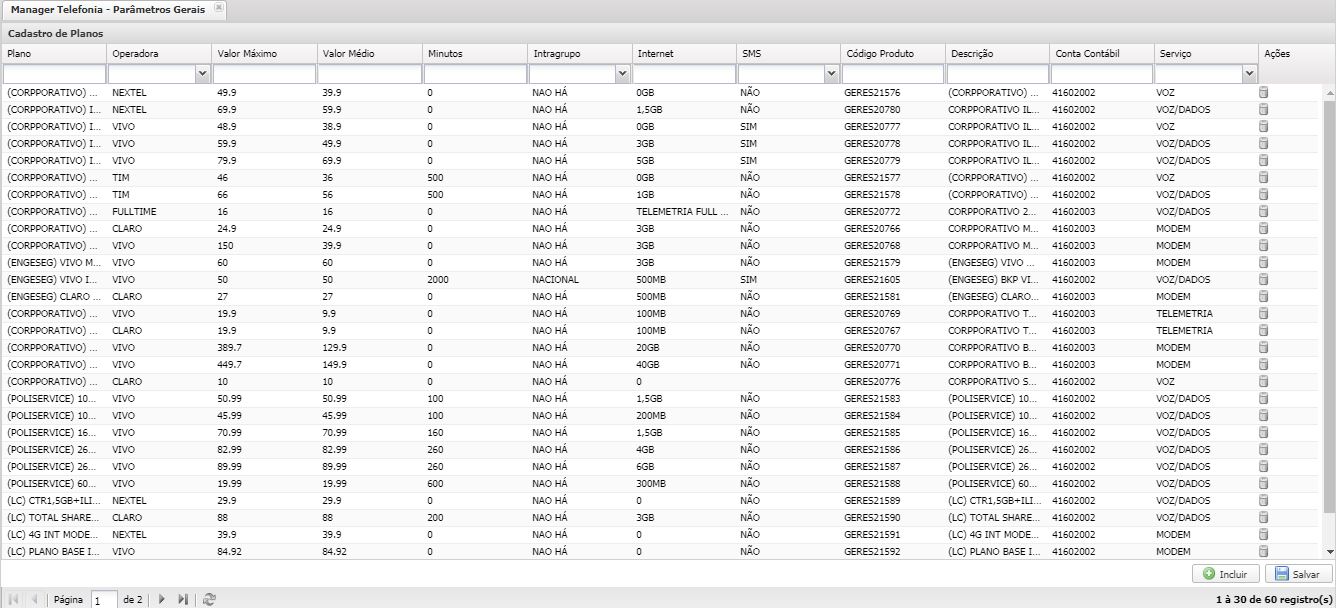 Manager Telefonia - Parâmetros Gerais
Cadastro de Planos
Plano Operadora Valor Máximo Valor Médio Minutos Intragrupo Internet SMS Código Produto Descrição Conta Contábil Serviço Ações
(CORPPORATIVO) ... NEXTEL 49.9 39.9 0 NAO HÁ 0GB NÃO GERES21576 (CORPPORATIVO) ... 41602002 VOZ
(CORPPORATIVO) I... NEXTEL 69.9 59.9 0 NAO HÁ 1,5GB NÃO GERES20780 CORPPORATIVO IL... 41602002 VOZ/DADOS
(CORPPORATIVO) I... VIVO 48.9 38.9 0 NAO HÁ 0GB SIM GERES20777 CORPPORATIVO IL... 41602002 VOZ
(CORPPORATIVO) I... VIVO 59.9 49.9 0 NAO HÁ 3GB SIM GERES20778 CORPPORATIVO IL... 41602002 VOZ/DADOS
(CORPPORATIVO) I... VIVO 79.9 69.9 0 NAO HÁ 5GB SIM GERES20779 CORPPORATIVO IL... 41602002 VOZ/DADOS
(CORPPORATIVO) ... TIM 46 36 500 NAO HÁ 0GB NÃO GERES21577 (CORPPORATIVO) ... 41602002 VOZ
(CORPPORATIVO) ... TIM 66 56 500 NAO HÁ 1GB NÃO GERES21578 (CORPPORATIVO) ... 41602002 VOZ/DADOS
(CORPPORATIVO) ... FULLTIME 16 16 0 NAO HÁ TELEMETRIA FULL ... NÃO GERES20772 CORPPORATIVO 2... 41602003 VOZ/DADOS
(CORPPORATIVO) ... CLARO 24.9 24.9 0 NAO HÁ 3GB NÃO GERES20766 CORPPORATIVO M... 41602003 MODEM
(CORPPORATIVO) ... VIVO 150 39.9 0 NAO HÁ 3GB NÃO GERES20768 CORPPORATIVO M... 41602003 MODEM
(ENGESEG) VIVO M... VIVO 60 60 0 NAO HÁ 3GB NÃO GERES21579 (ENGESEG) VIVO ... 41602003 MODEM
(ENGESEG) VIVO I... VIVO 50 50 2000 NACIONAL 500MB SIM GERES21605 (ENGESEG) BKP VI... 41602002 VOZ/DADOS
(ENGESEG) CLARO ... CLARO 27 27 0 NAO HÁ 500MB NÃO GERES21581 (ENGESEG) CLARO... 41602003 MODEM
(CORPPORATIVO) ... VIVO 19.9 9.9 0 NAO HÁ 100MB NÃO GERES20769 CORPPORATIVO T... 41602003 TELEMETRIA
(CORPPORATIVO) ... CLARO 19.9 9.9 0 NAO HÁ 100MB NÃO GERES20767 CORPPORATIVO T... 41602003 TELEMETRIA
(CORPPORATIVO) ... VIVO 389.7 129.9 0 NAO HÁ 20GB NÃO GERES20770 CORPPORATIVO B... 41602003 MODEM
(CORPPORATIVO) ... VIVO 449.7 149.9 0 NAO HÁ 40GB NÃO GERES20771 CORPPORATIVO B... 41602003 MODEM
(CORPPORATIVO) ... CLARO 10 10 0 NAO HÁ 0 GERES20776 CORPPORATIVO S... 41602002 VOZ
(POLISERVICE) 10... VIVO 50.99 50.99 100 NAO HÁ 1,5GB NÃO GERES21583 (POLISERVICE) 10... 41602002 VOZ/DADOS
(POLISERVICE) 10... VIVO 45.99 45.99 100 NAO HÁ 200MB NÃO GERES21584 (POLISERVICE) 10... 41602002 VOZ/DADOS
(POLISERVICE) 16... VIVO 70.99 70.99 160 NAO HÁ 1,5GB NÃO GERES21585 (POLISERVICE) 16... 41602002 VOZ/DADOS
(POLISERVICE) 26... VIVO 82.99 82.99 260 NAO HÁ 4GB NÃO GERES21586 (POLISERVICE) 26... 41602002 VOZ/DADOS
(POLISERVICE) 26... VIVO 89.99 89.99 260 NAO HÁ 6GB NÃO GERES21587 (POLISERVICE) 26... 41602002 VOZ/DADOS
(POLISERVICE) 60... VIVO 19.99 19.99 600 NAO HÁ 300MB NÃO GERES21588 (POLISERVICE) 60... 41602002 VOZ/DADOS
(LC) CTR1,5GB+ILI... NEXTEL 29.9 29.9 0 NAO HÁ 0 NÃO GERES21589 (LC) CTR1,5GB+ILI... 41602002 VOZ/DADOS
(LC) TOTAL SHARE... CLARO 88 88 200 NAO HÁ 3GB NÃO GERES21590 (LC) TOTAL SHARE... 41602002 VOZ/DADOS
(LC) 4G INT MODE... NEXTEL 39.9 39.9 0 NAO HÁ 0 NÃO GERES21591 (LC) 4G INT MODE... 41602002 MODEM
(LC) PLANO BASE I... VIVO 84.92 84.92 0 NAO HÁ 0 NÃO GERES21592 (LC) PLANO BASE I... 41602002 MODEM
Incluir Salvar
Página 1 de 2 1 à 30 de 60 registro(s)